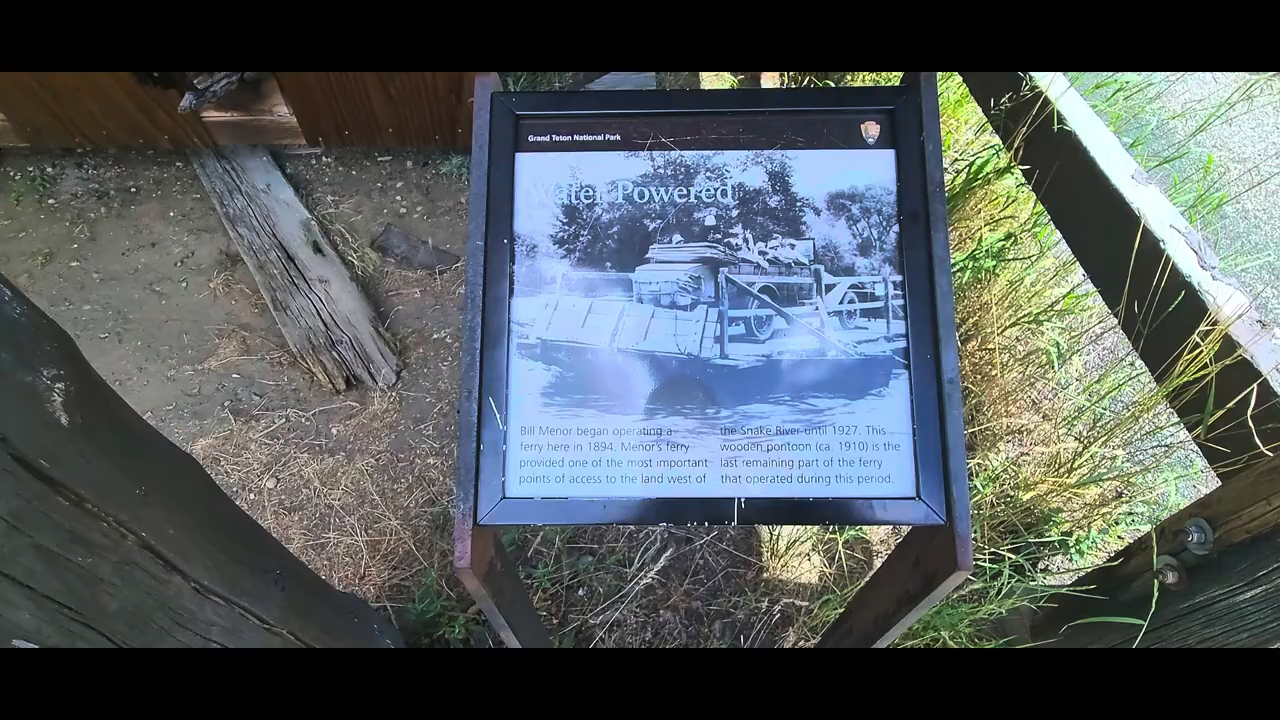 Grand Teton National Park
Water Powered
Bill Menor began operating a
ferry here in 1894. Menor's ferry
provided one of the most important
points of access to the land west of
the Snake River until 1927. This
wooden pontoon (ca. 1910) is the
last remaining part of the ferry
that operated during this period.